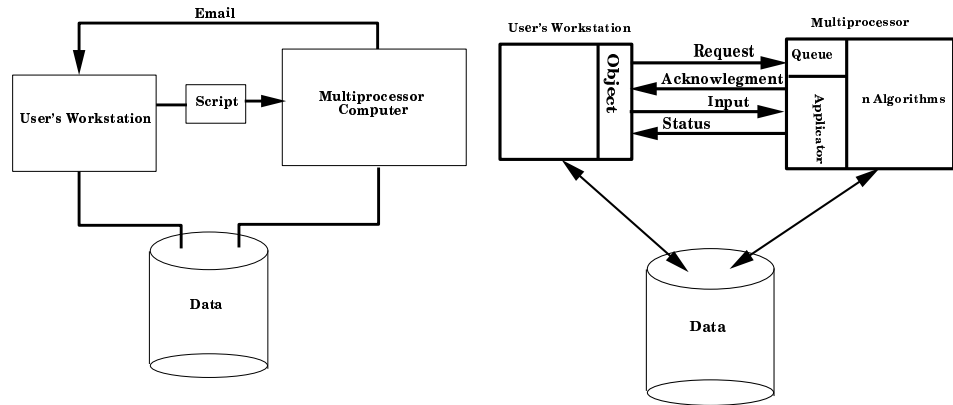 Email
User's Workstation
Script
Multiprocessor
Computer
Data
User's Workstation
Object
Request
Acknowlegment
Input
Status
Multiprocessor
Queue
Applicator
n Algorithms
Data